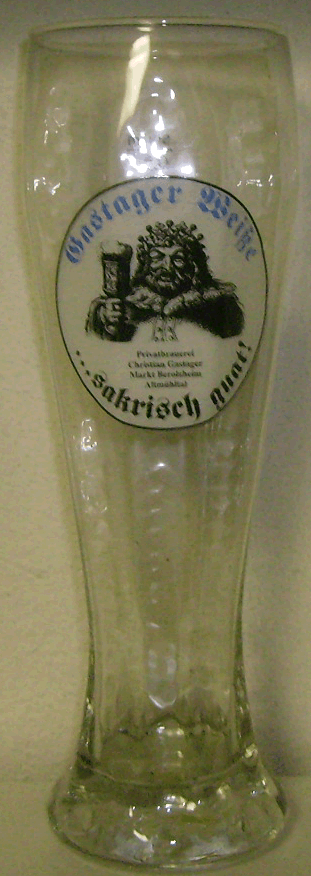 Gastager Weiße
Privatbrauerei
Christian Gastager
Markt Berolzheim
Altmühltal
...sakrisch guat!